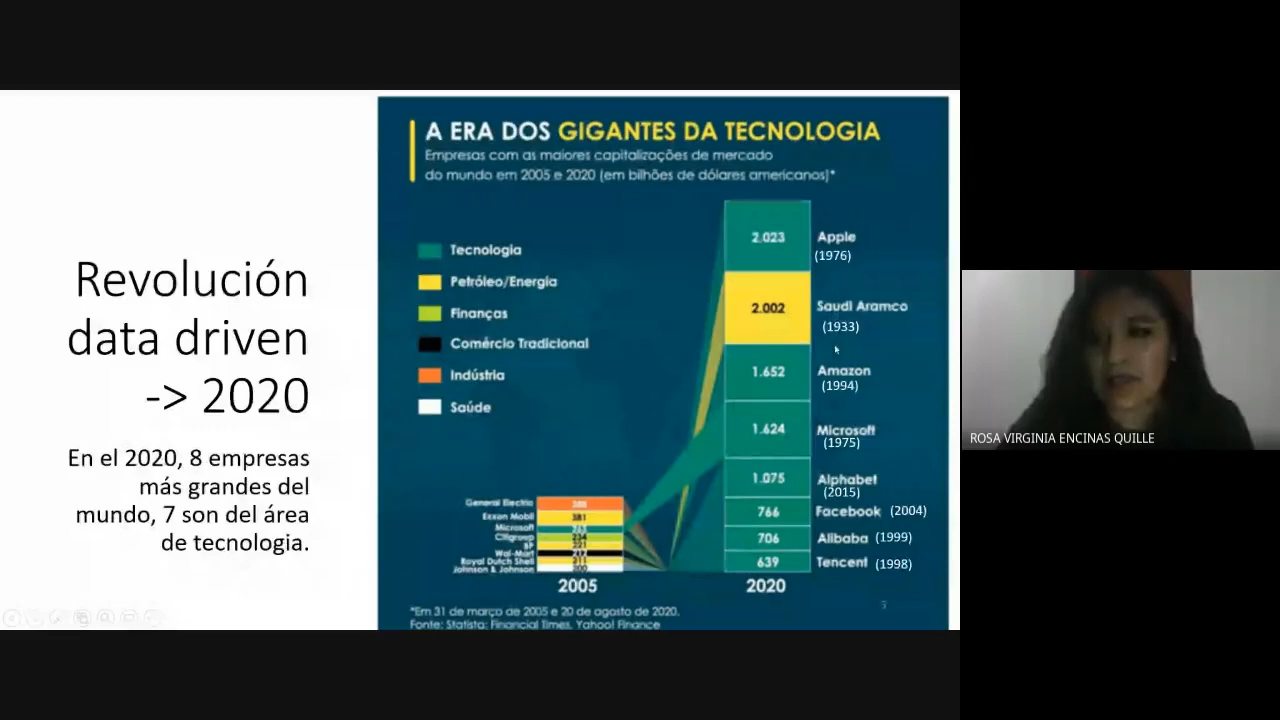 Revolución
data driven
-> 2020
En el 2020, 8 empresas
más grandes del
mundo, 7 son del área
de tecnologia.
A ERA DOS GIGANTES DA TECNOLOGIA
Empresas com as maiores capitalizações de mercado
do mundo em 2005 e 2020 (em bilhões de dólares americanos)*
Tecnologia
Petróleo/Energia
Finanças
Comércio Tradicional
Indústria
Saúde
General Electric
Exxon Mobil 381
Microsoft
Citigroup 234
BP 221
Wal-Mart
Royal Dutch Shell
Johnson & Johnson
2005
2.023 Apple
(1976)
2.002 Saudi Aramco
(1933)
1.652 Amazon
(1994)
1.624 Microsoft
(1975)
1.075 Alphabet
(2015)
766 Facebook (2004)
706 Alibaba (1999)
639 Tencent (1998)
2020
*Em 31 de março de 2005 e 20 de agosto de 2020.
Fonte: Statista: Financial Times, Yahoo! Finance
5
ROSA VIRGINIA ENCINAS QUILLE